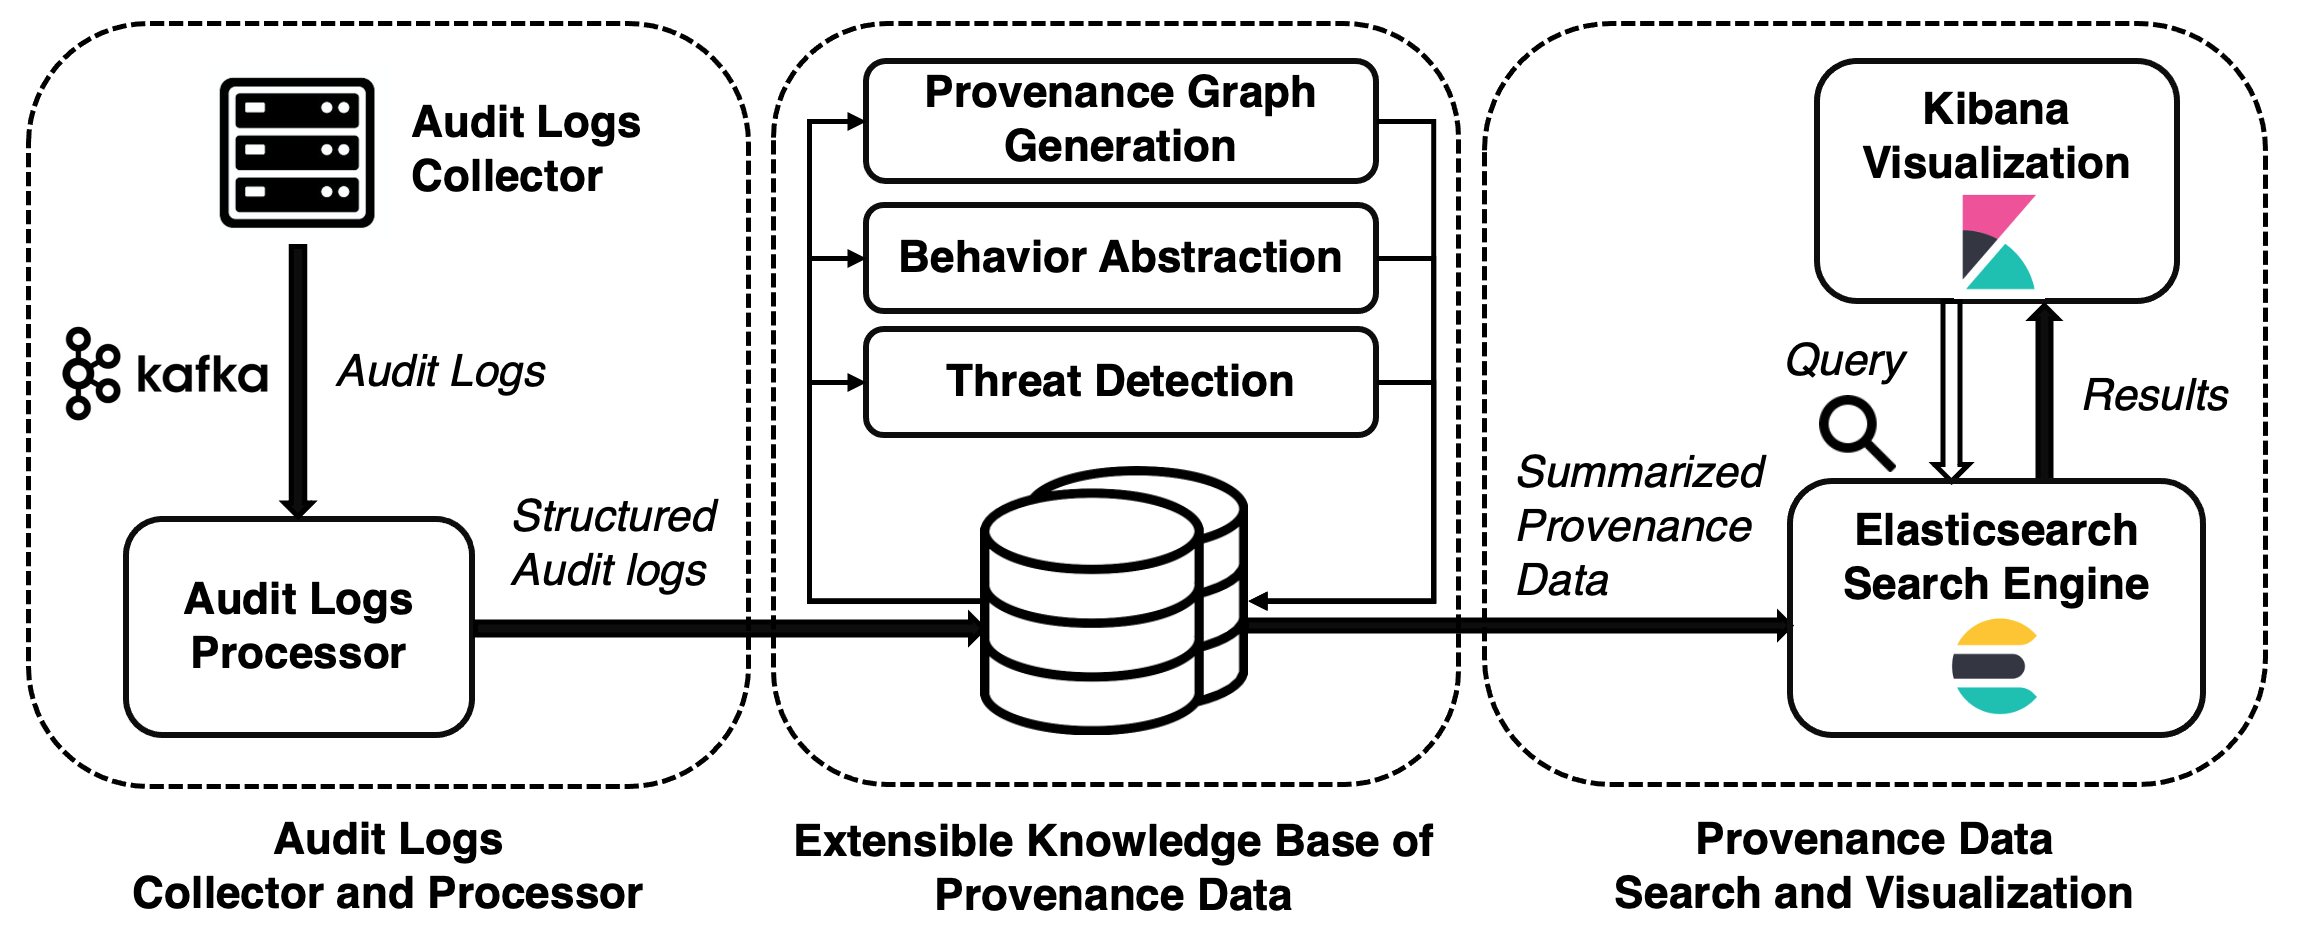 Audit Logs
Collector
kafka
Audit Logs
Audit Logs
Processor
Structured
Audit logs
Audit Logs
Collector and Processor
Provenance Graph
Generation
Behavior Abstraction
Threat Detection
Extensible Knowledge Base of
Provenance Data
Summarized
Provenance
Data
Kibana
Visualization
Query
Results
Elasticsearch
Search Engine
Provenance Data
Search and Visualization